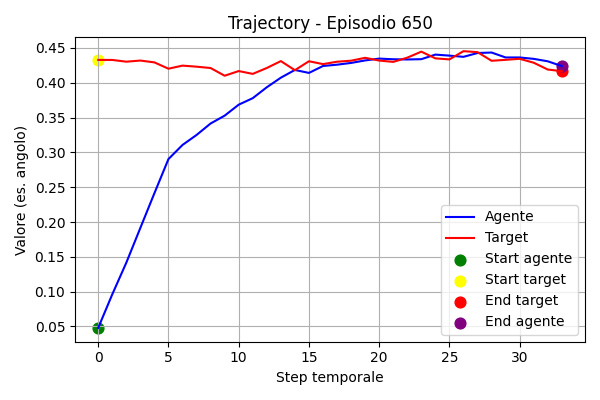 Trajectory - Episodio 650
Valore (es. angolo)
0.45
0.40
0.35
0.30
0.25
0.20
0.15
0.10
0.05
Agente
Target
Start agente
Start target
End target
End agente
0 5 10 15 20 25 30
Step temporale